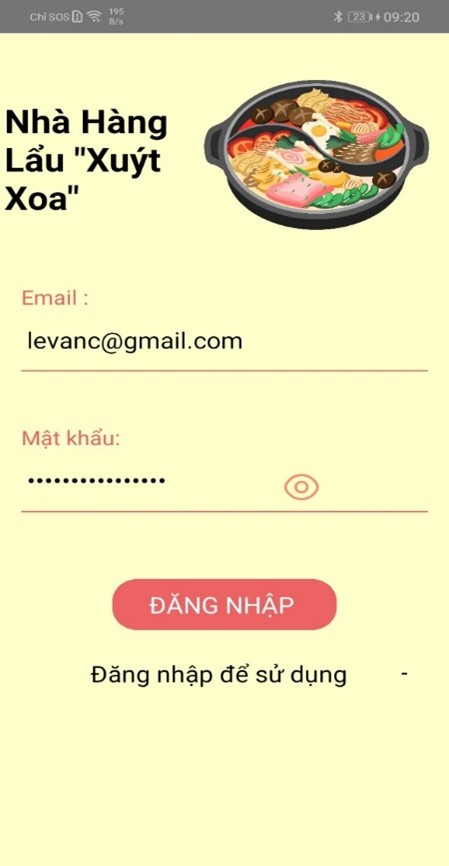 Chỉ SOS 195 B/s 23 09:20
Nhà Hàng
Lẩu "Xuýt
Xoa"
Email :
levanc@gmail.com
Mật khẩu:
••••••••••••••••
ĐĂNG NHẬP
Đăng nhập để sử dụng -